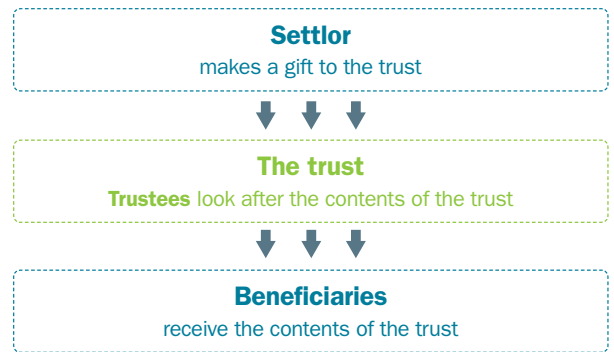 Settlor
makes a gift to the trust
The trust
Trustees look after the contents of the trust
Beneficiaries
receive the contents of the trust